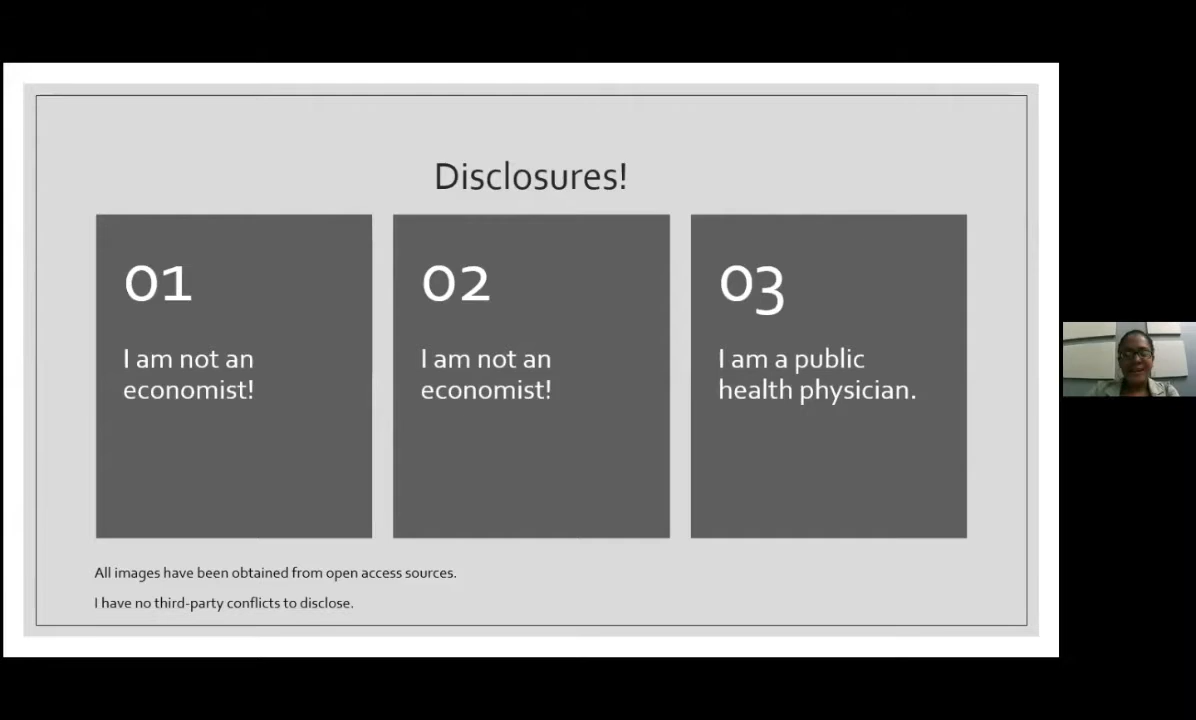 Disclosures!
01
I am not an
economist!
02
I am not an
economist!
03
I am a public
health physician.
All images have been obtained from open access sources.
I have no third-party conflicts to disclose.